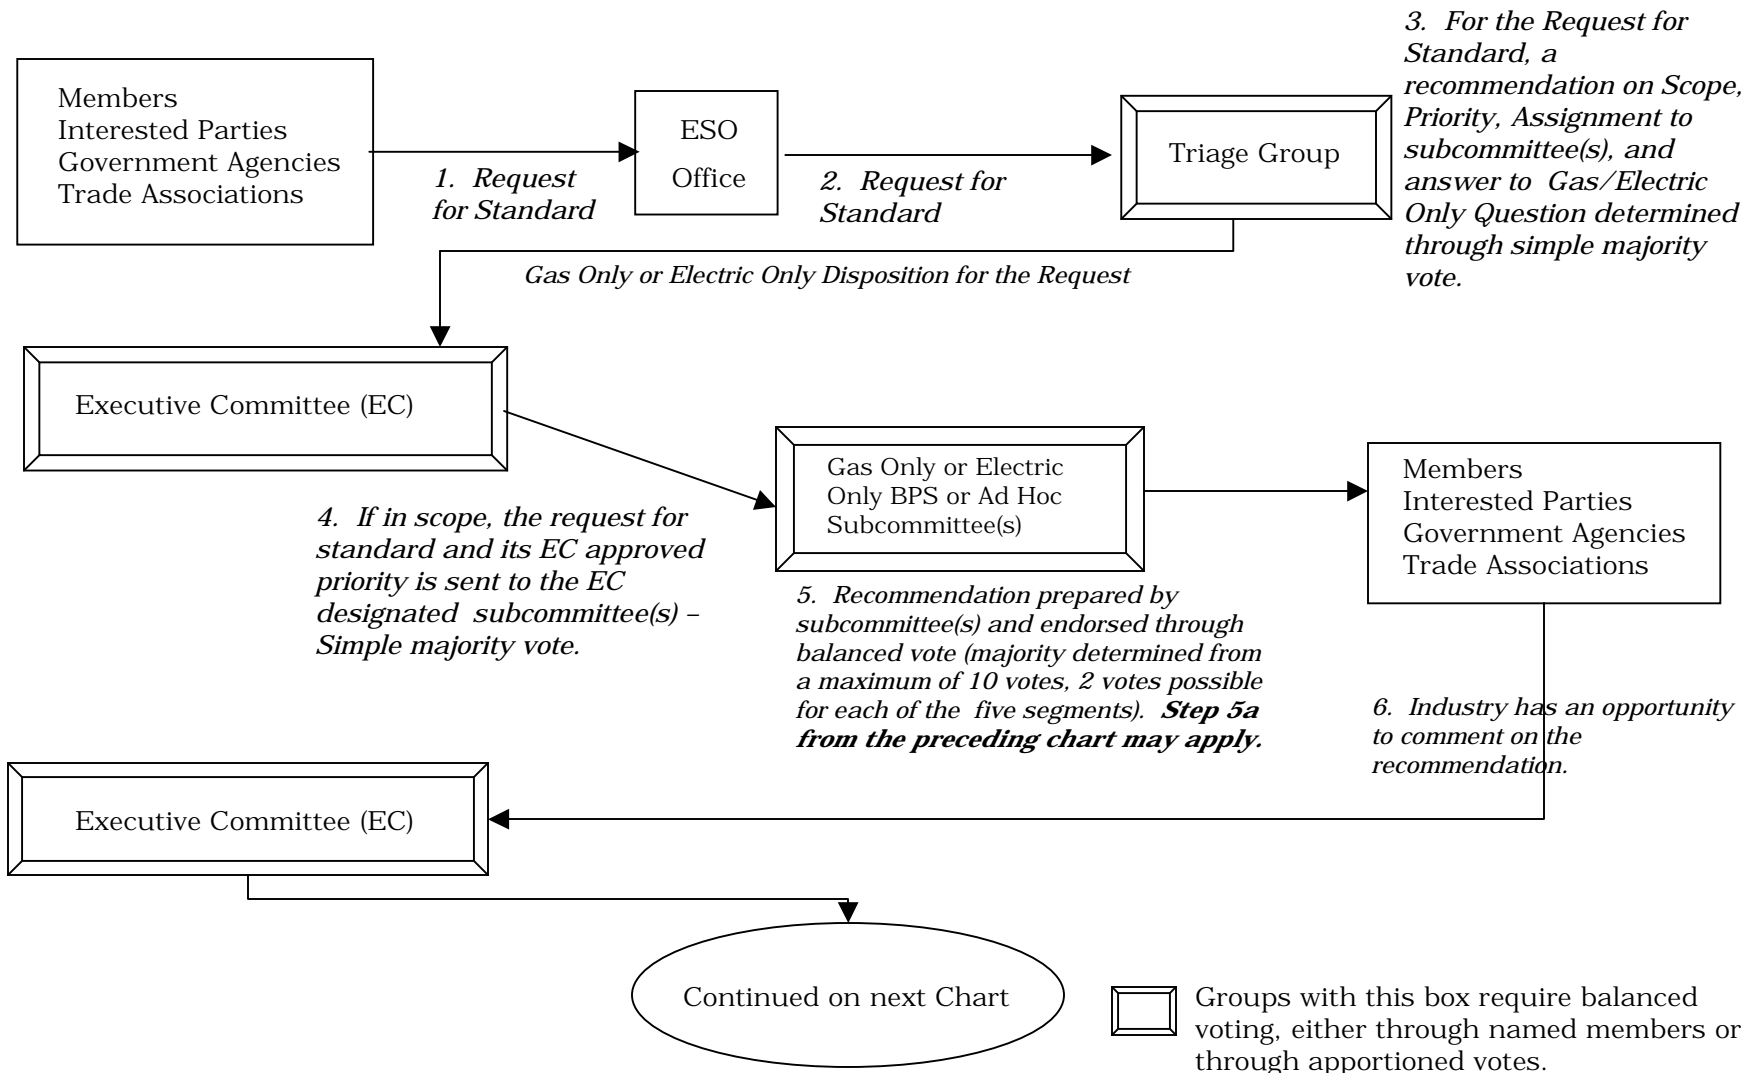 Members
Interested Parties
Government Agencies
Trade Associations
1. Request
for Standard
ESO
Office
2. Request for
Standard
Triage Group
3. For the Request for
Standard, a
recommendation on Scope,
Priority, Assignment to
subcommittee(s), and
answer to Gas/Electric
Only Question determined
through simple majority
vote.
Gas Only or Electric Only Disposition for the Request
Executive Committee (EC)
4. If in scope, the request for
standard and its EC approved
priority is sent to the EC
designated subcommittee(s) –
Simple majority vote.
Gas Only or Electric
Only BPS or Ad Hoc
Subcommittee(s)
5. Recommendation prepared by
subcommittee(s) and endorsed through
balanced vote (majority determined from
a maximum of 10 votes, 2 votes possible
for each of the five segments). Step 5a
from the preceding chart may apply.
Members
Interested Parties
Government Agencies
Trade Associations
6. Industry has an opportunity
to comment on the
recommendation.
Executive Committee (EC)
Continued on next Chart
Groups with this box require balanced
voting, either through named members or
through apportioned votes.